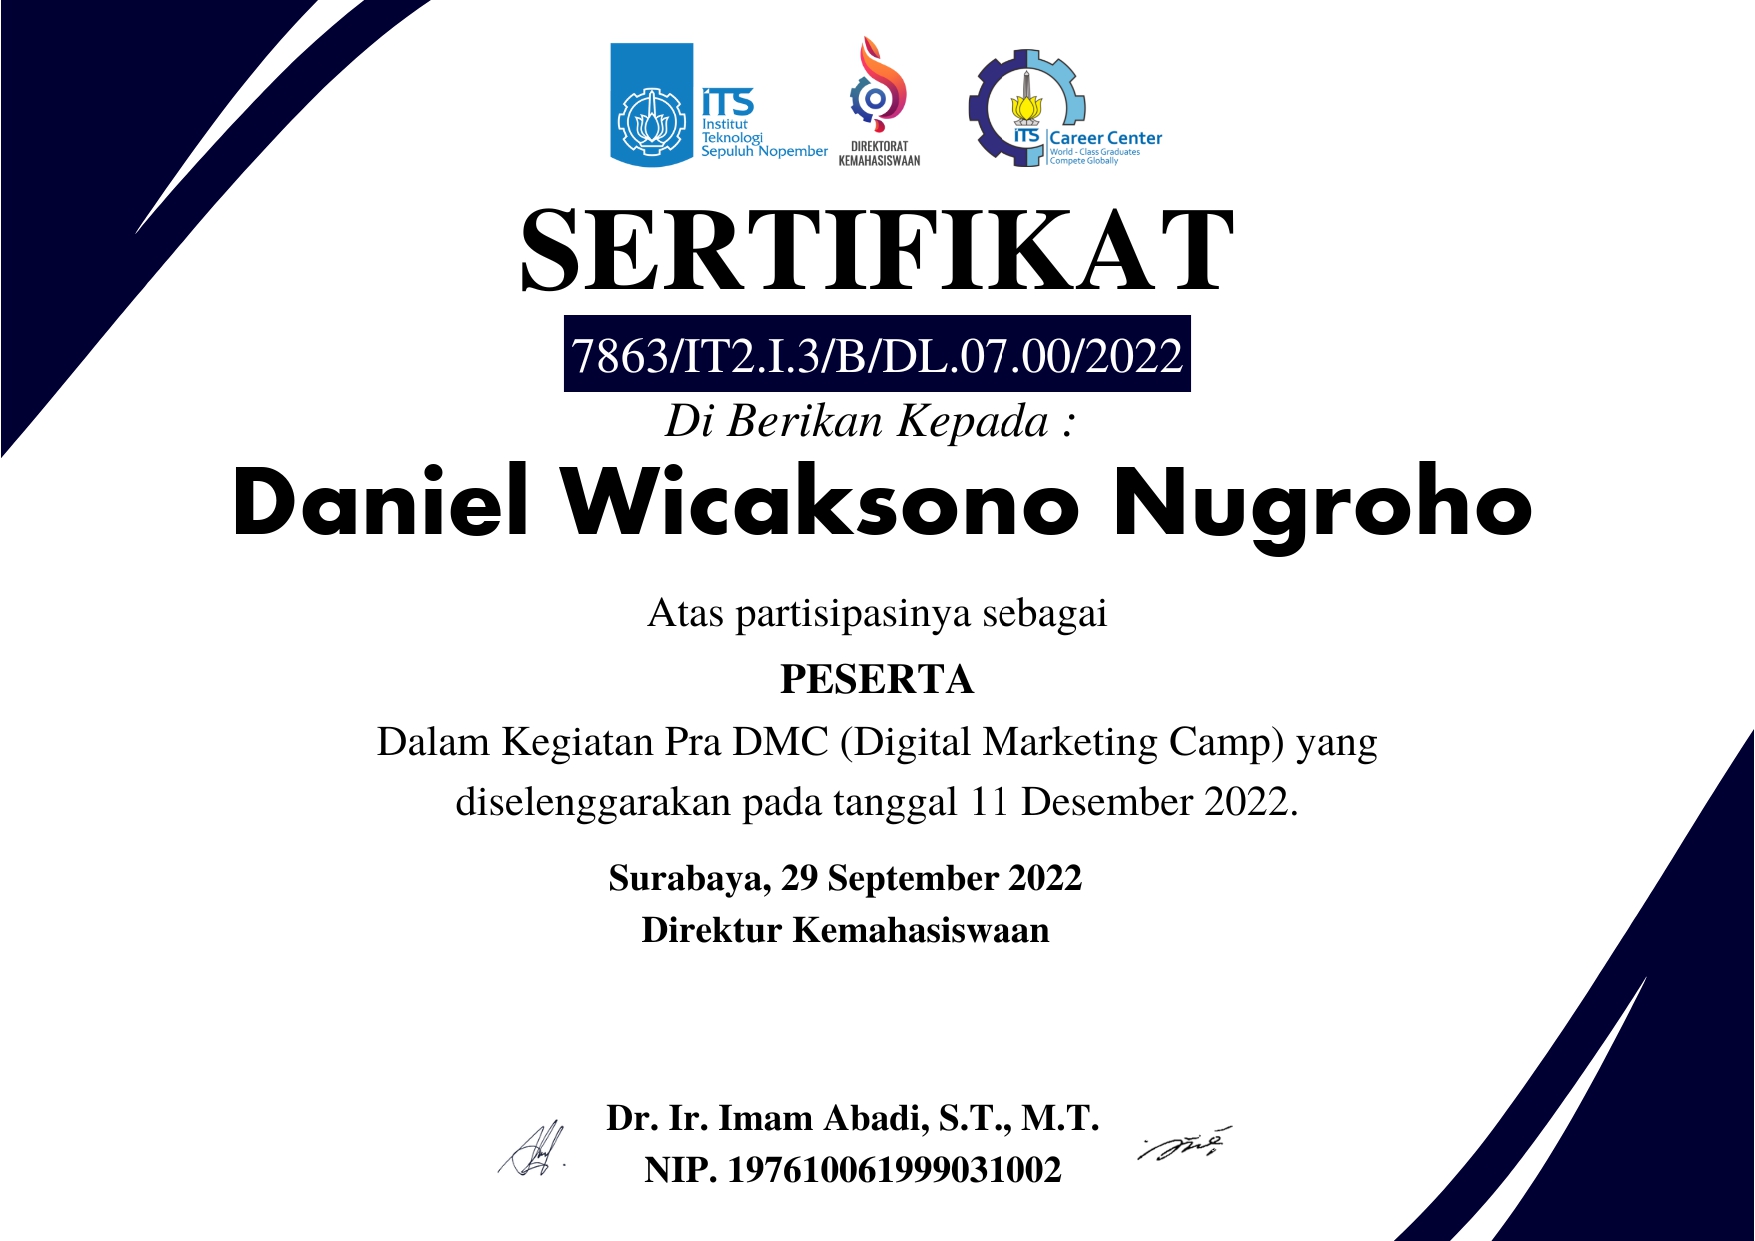 iTS
Institut
Teknologi
Sepuluh Nopember
DIREKTORAT
KEMAHASISWAAN
iTS
Career Center
World - Class Graduates
Compete Globally
SERTIFIKAT
7863/IT2.I.3/B/DL.07.00/2022
Di Berikan Kepada :
Daniel Wicaksono Nugroho
Atas partisipasinya sebagai
PESERTA
Dalam Kegiatan Pra DMC (Digital Marketing Camp) yang
diselenggarakan pada tanggal 11 Desember 2022.
Surabaya, 29 September 2022
Direktur Kemahasiswaan
Dr. Ir. Imam Abadi, S.T., M.T.
NIP. 197610061999031002